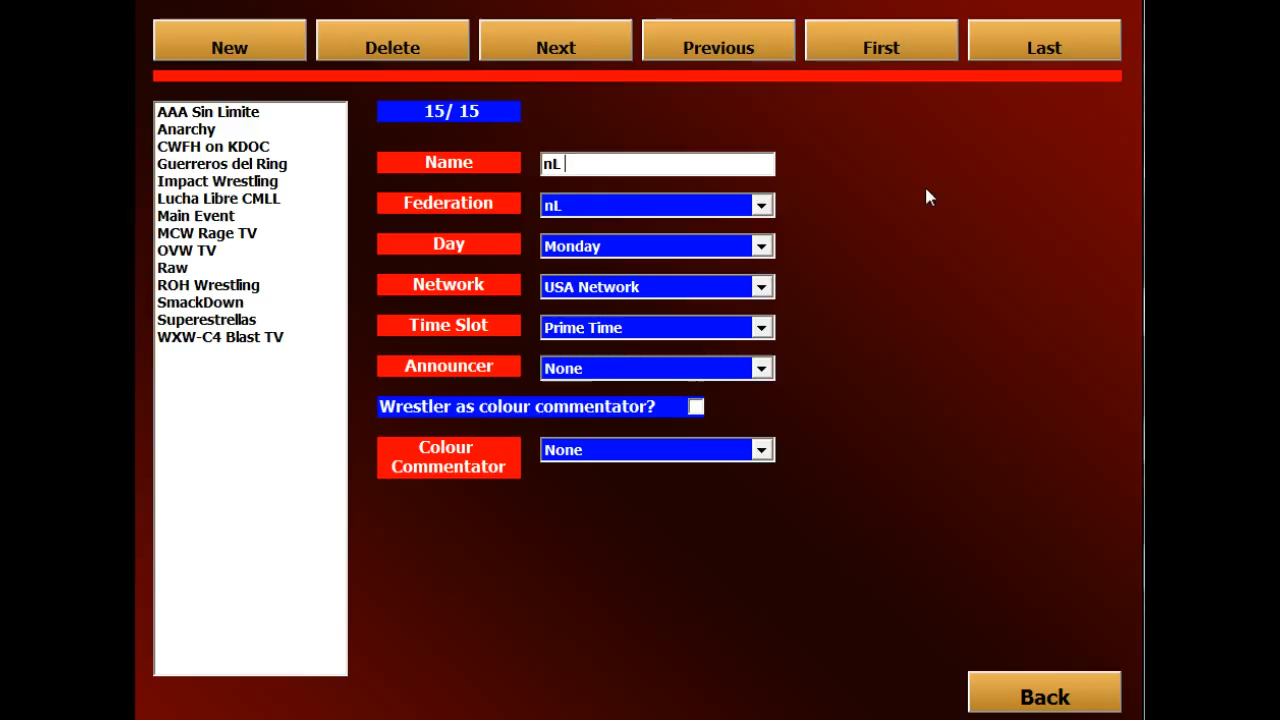 New Delete Next Previous First Last
AAA Sin Limite
Anarchy
CWFH on KDOC
Guerreros del Ring
Impact Wrestling
Lucha Libre CMLL
Main Event
MCW Rage TV
OVW TV
Raw
ROH Wrestling
SmackDown
Superestrellas
WXW-C4 Blast TV
15/ 15
Name nL
Federation nL
Day Monday
Network USA Network
Time Slot Prime Time
Announcer None
Wrestler as colour commentator?
Colour
Commentator
None
Back